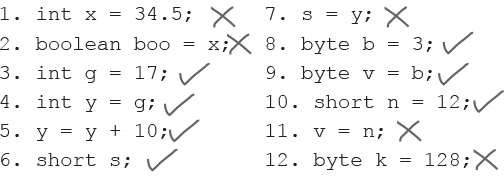 1. int x = 34.5;
2. boolean boo = x;
3. int g = 17;
4. int y = g;
5. y = y + 10;
6. short s;
7. s = y;
8. byte b = 3;
9. byte v = b;
10. short n = 12;
11. v = n;
12. byte k = 128;